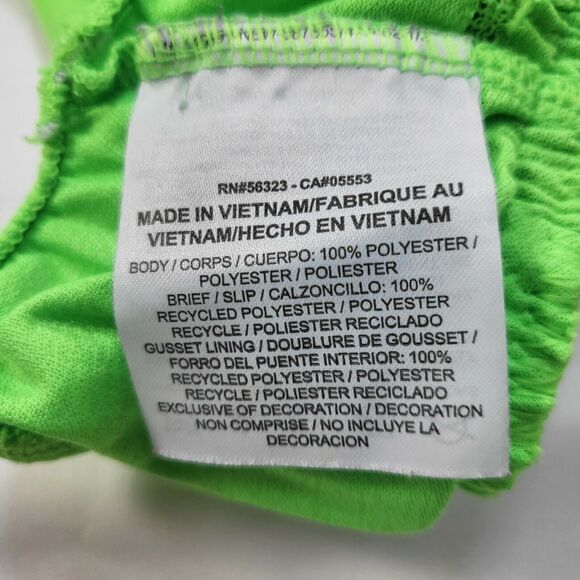 RN#56323 - CA#05553
MADE IN VIETNAM/FABRIQUE AU
VIETNAM/HECHO EN VIETNAM
BODY / CORPS / CUERPO: 100% POLYESTER /
POLYESTER / POLIESTER
BRIEF / SLIP / CALZONCILLO: 100%
RECYCLED POLYESTER / POLYESTER
RECYCLE / POLIESTER RECICLADO
GUSSET LINING / DOUBLURE DE GOUSSET /
FORRO DEL PUENTE INTERIOR: 100%
RECYCLED POLYESTER / POLYESTER
RECYCLE / POLIESTER RECICLADO
EXCLUSIVE OF DECORATION / DECORATION
NON COMPRISE / NO INCLUYE LA
DECORACION